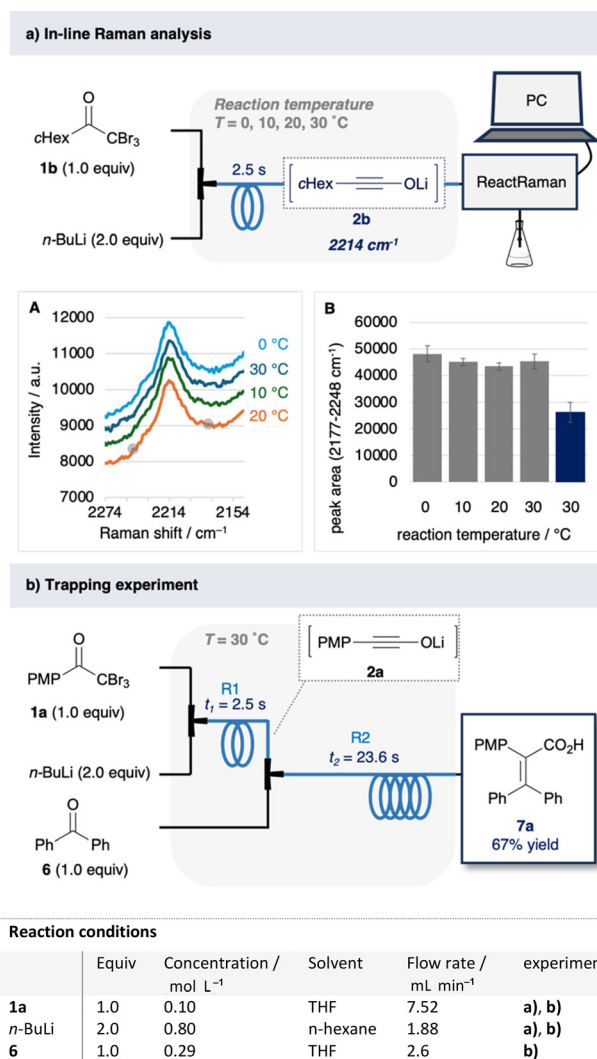 a) In-line Raman analysis
O
cHex CBr3
1b (1.0 equiv)
n-BuLi (2.0 equiv)
Reaction temperature
T = 0, 10, 20, 30 ˚C
2.5 s
cHex OLi
2b
2214 cm-1
PC
ReactRaman
A
12000
11000
10000
9000
8000
7000
Intensity / a.u.
0 °C
30 °C
10 °C
20 °C
2274 2214 2154
Raman shift / cm⁻¹
B
60000
50000
40000
30000
20000
10000
0
peak area (2177-2248 cm⁻¹)
0 10 20 30 30
reaction temperature / °C
b) Trapping experiment
O
PMP CBr3
1a (1.0 equiv)
n-BuLi (2.0 equiv)
O
Ph Ph
6 (1.0 equiv)
T = 30 ˚C
R1
t1 = 2.5 s
PMP OLi
2a
R2
t2 = 23.6 s
PMP CO2H
Ph Ph
7a
67% yield
Reaction conditions
Equiv Concentration / Solvent Flow rate / experimen
mol L⁻¹ mL min⁻¹
1a 1.0 0.10 THF 7.52 a), b)
n-BuLi 2.0 0.80 n-hexane 1.88 a), b)
6 1.0 0.29 THF 2.6 b)